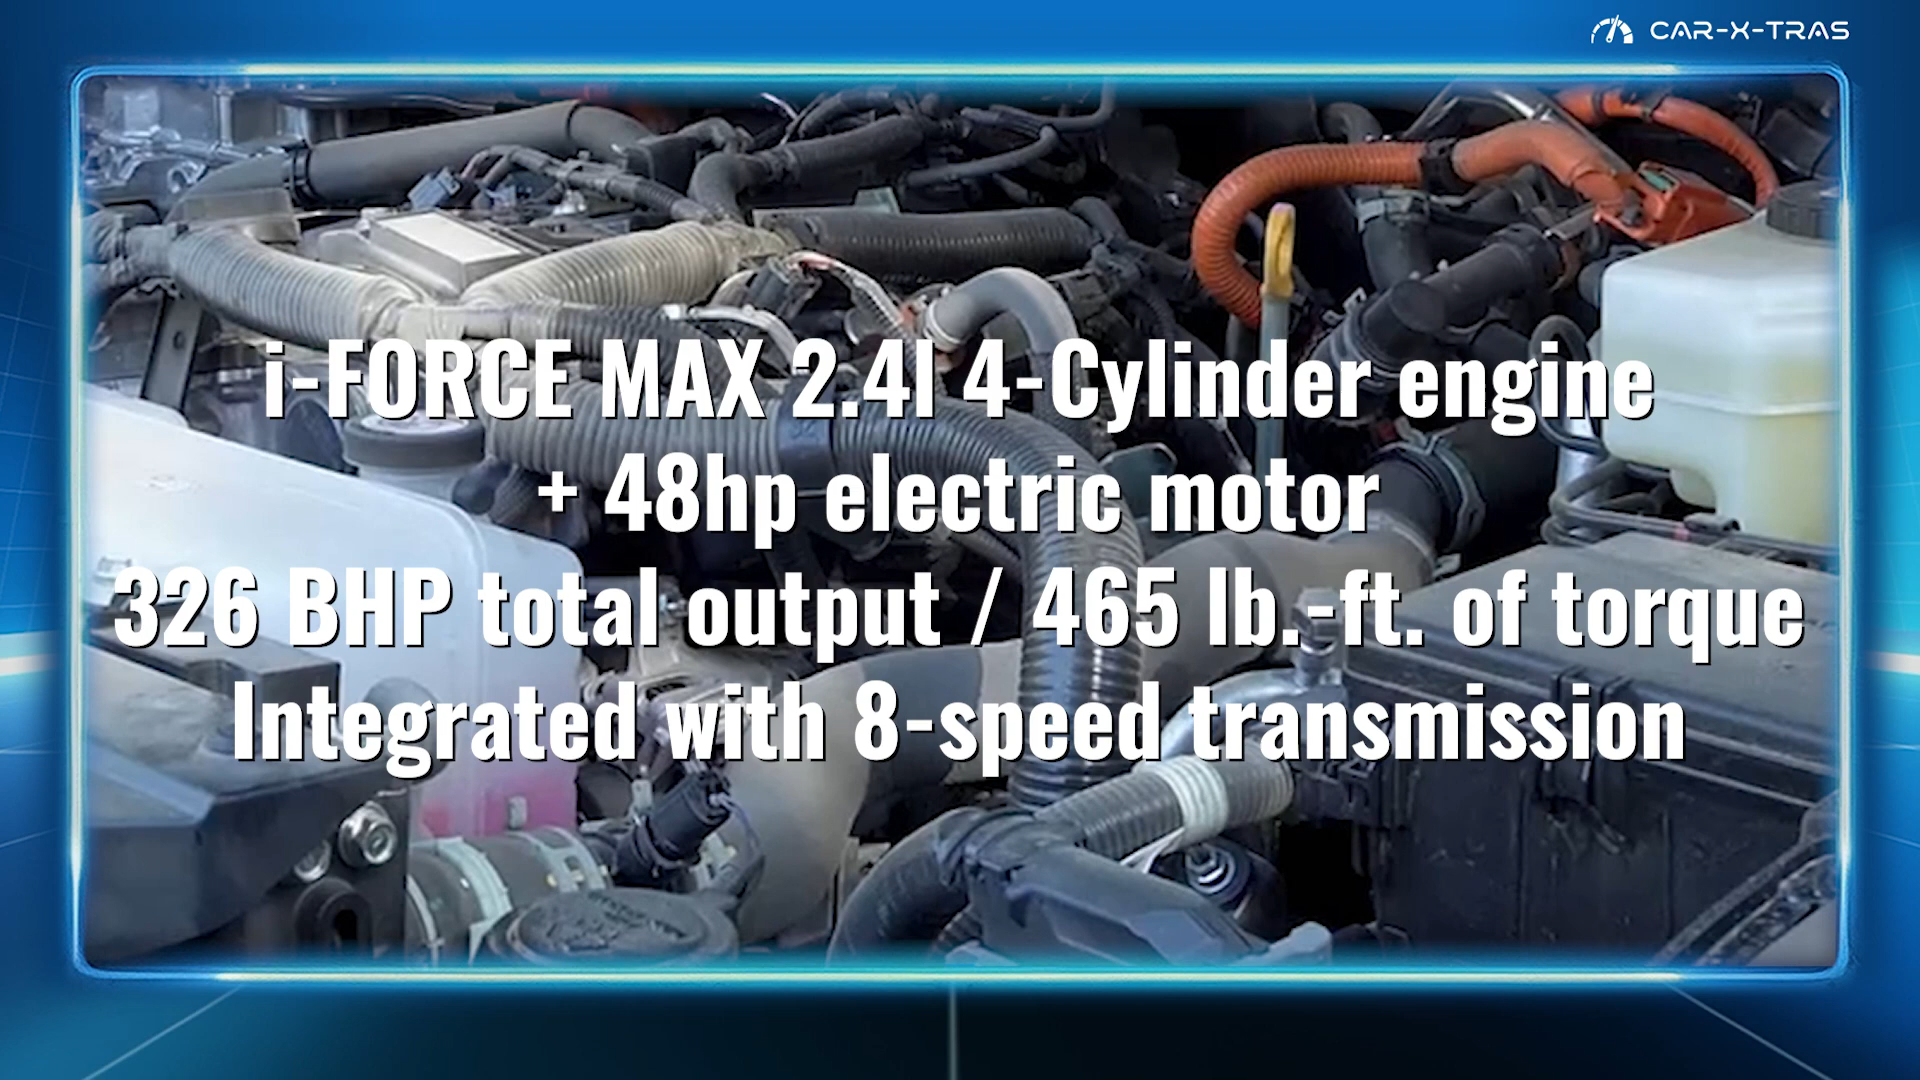 CAR-X-TRAS
i-FORCE MAX 2.4l 4-Cylinder engine
+ 48hp electric motor
326 BHP total output / 465 lb.-ft. of torque
Integrated with 8-speed transmission